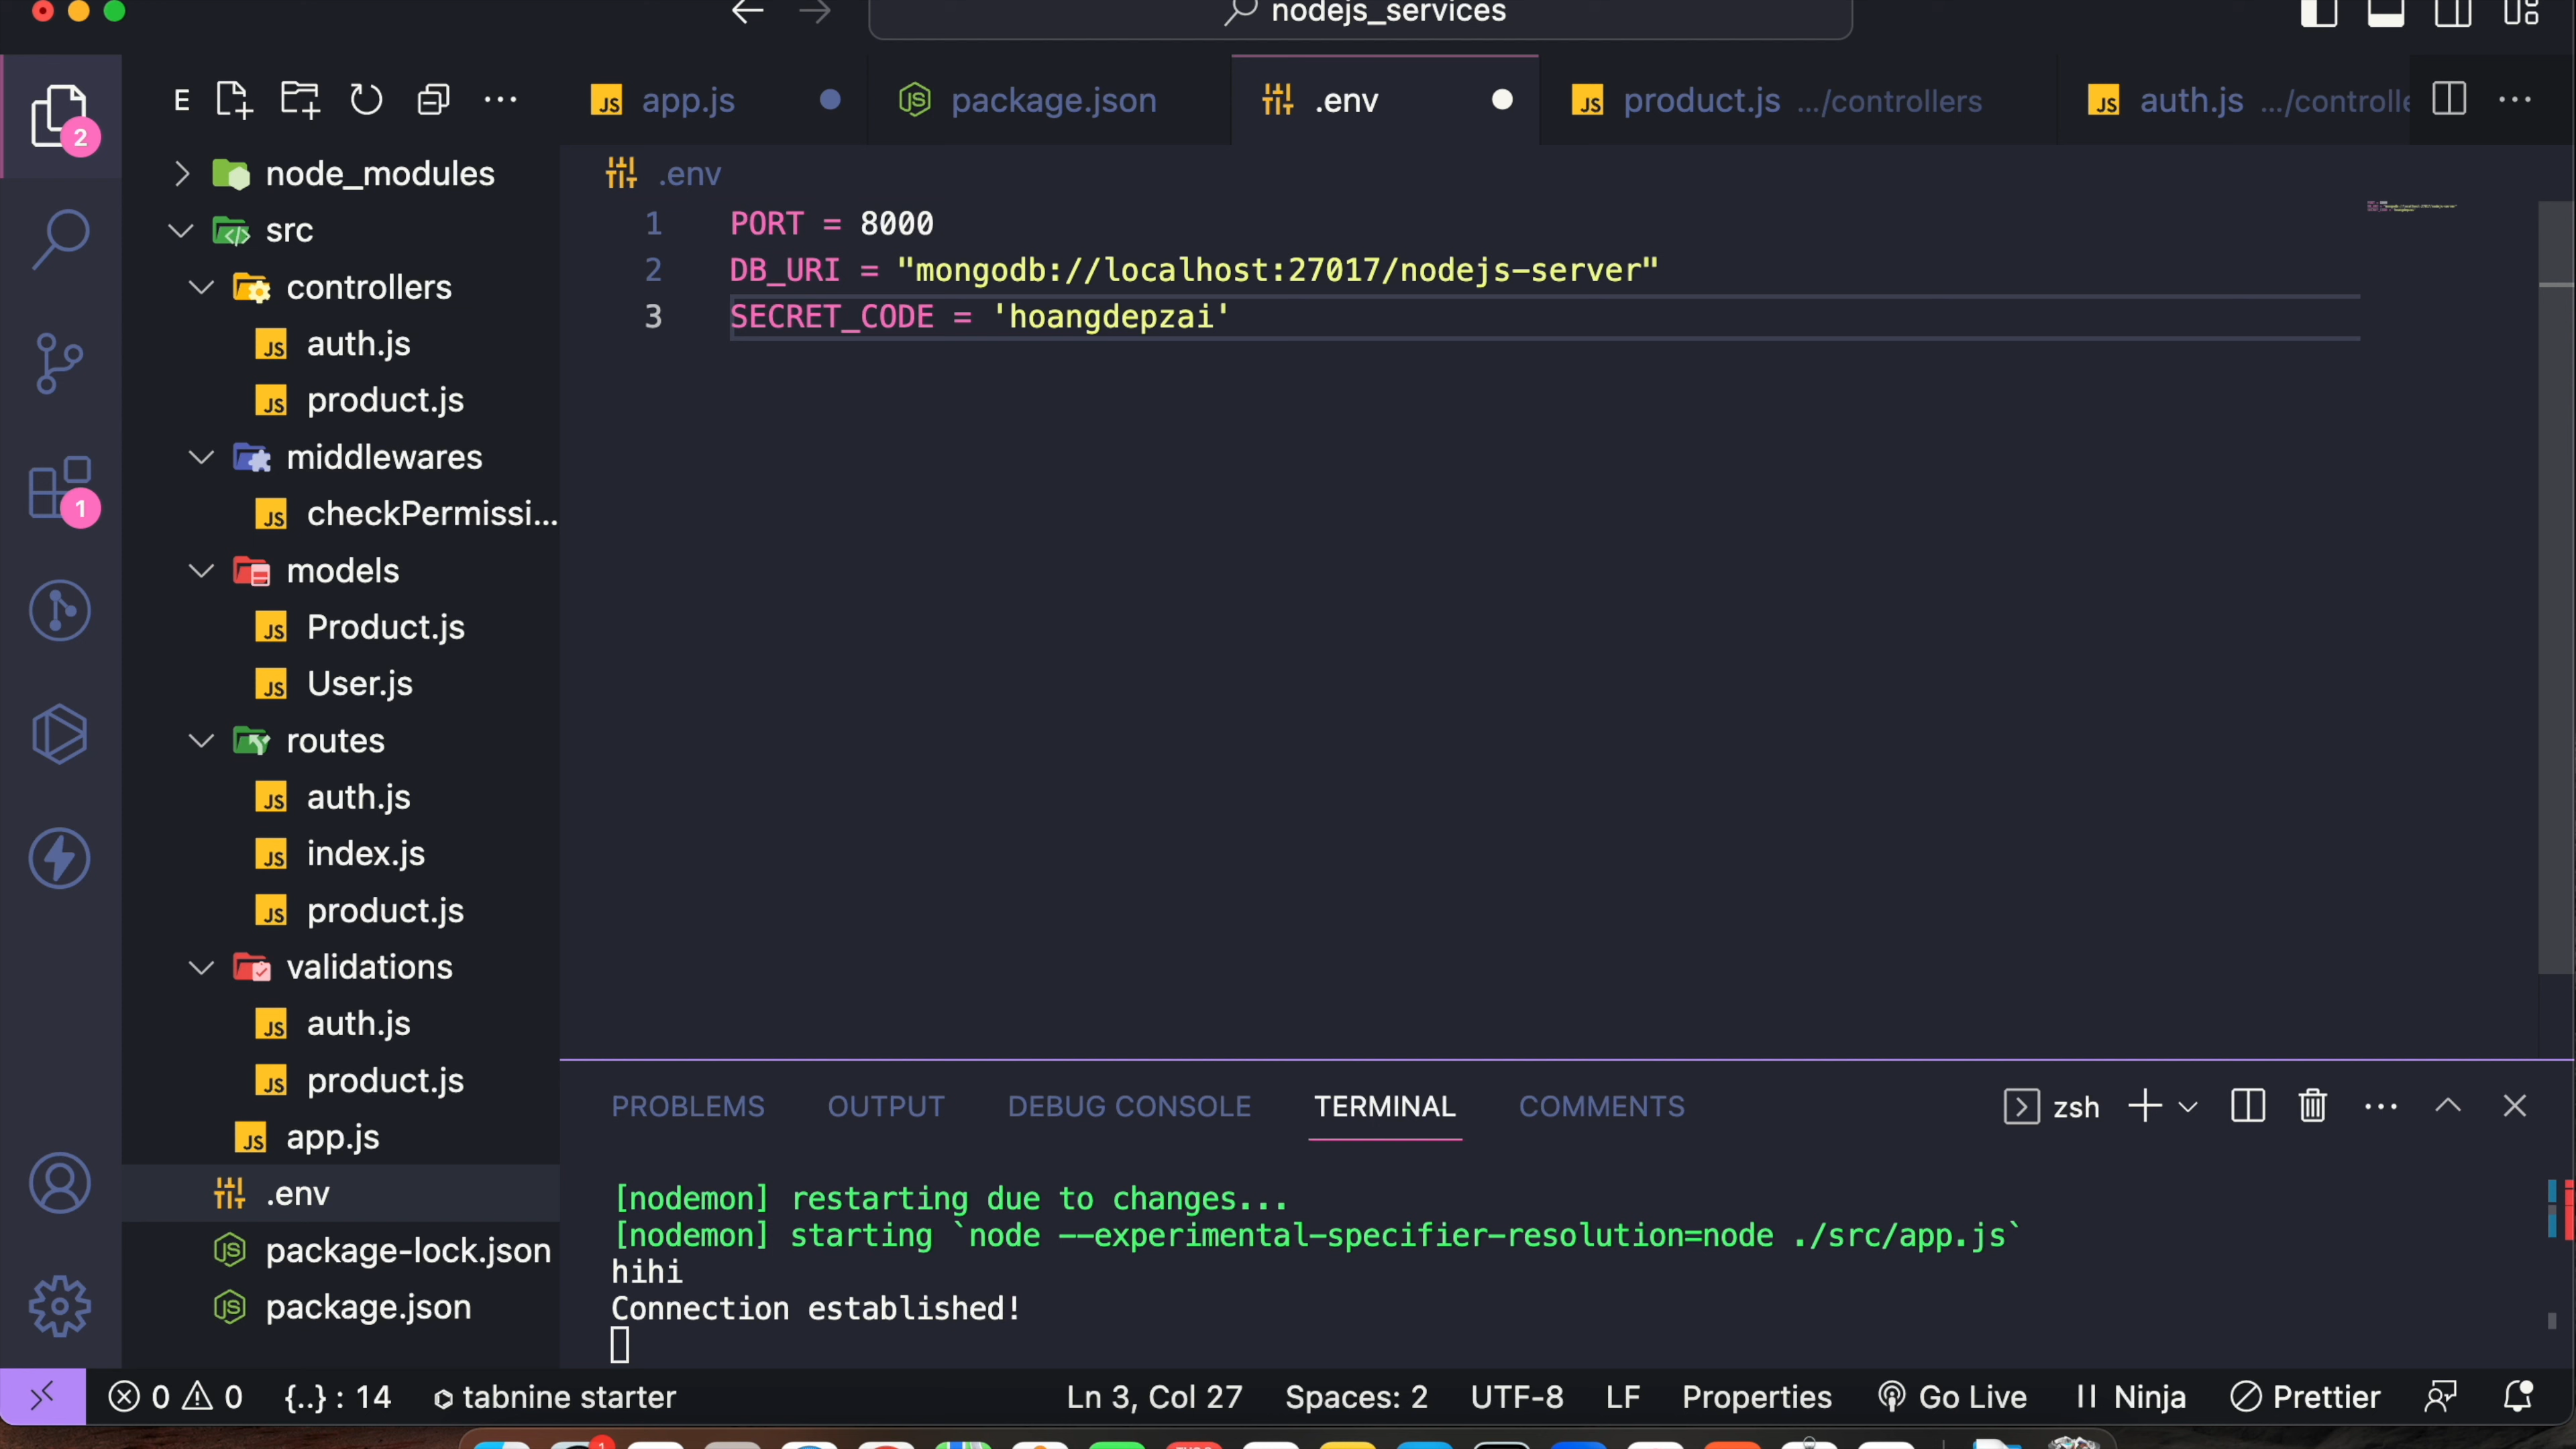 nodejs_services
E
app.js
package.json
.env
product.js .../controllers
auth.js .../controlle
2
node_modules
src
controllers
auth.js
product.js
middlewares
checkPermissi...
models
Product.js
User.js
routes
auth.js
index.js
product.js
validations
auth.js
product.js
app.js
.env
package-lock.json
package.json
1
.env
1 PORT = 8000
2 DB_URI = "mongodb://localhost:27017/nodejs-server"
3 SECRET_CODE = 'hoangdepzai'
PROBLEMS OUTPUT DEBUG CONSOLE TERMINAL COMMENTS
zsh
[nodemon] restarting due to changes...
[nodemon] starting `node --experimental-specifier-resolution=node ./src/app.js`
hihi
Connection established!
0 0 {..} : 14 tabnine starter Ln 3, Col 27 Spaces: 2 UTF-8 LF Properties Go Live Ninja Prettier